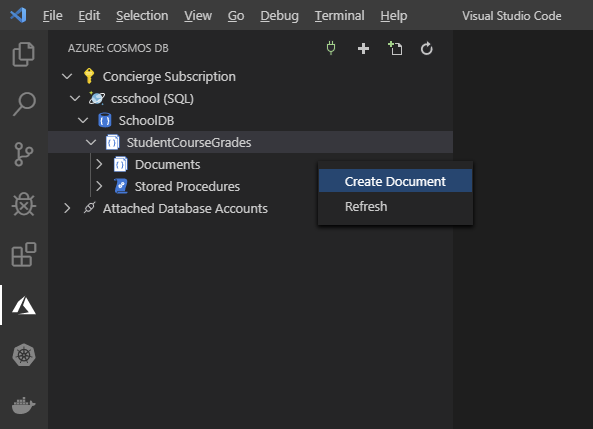 File Edit Selection View Go Debug Terminal Help Visual Studio Code
AZURE: COSMOS DB
Concierge Subscription
csschool (SQL)
SchoolDB
StudentCourseGrades
Documents
Create Document
Stored Procedures
Refresh
Attached Database Accounts